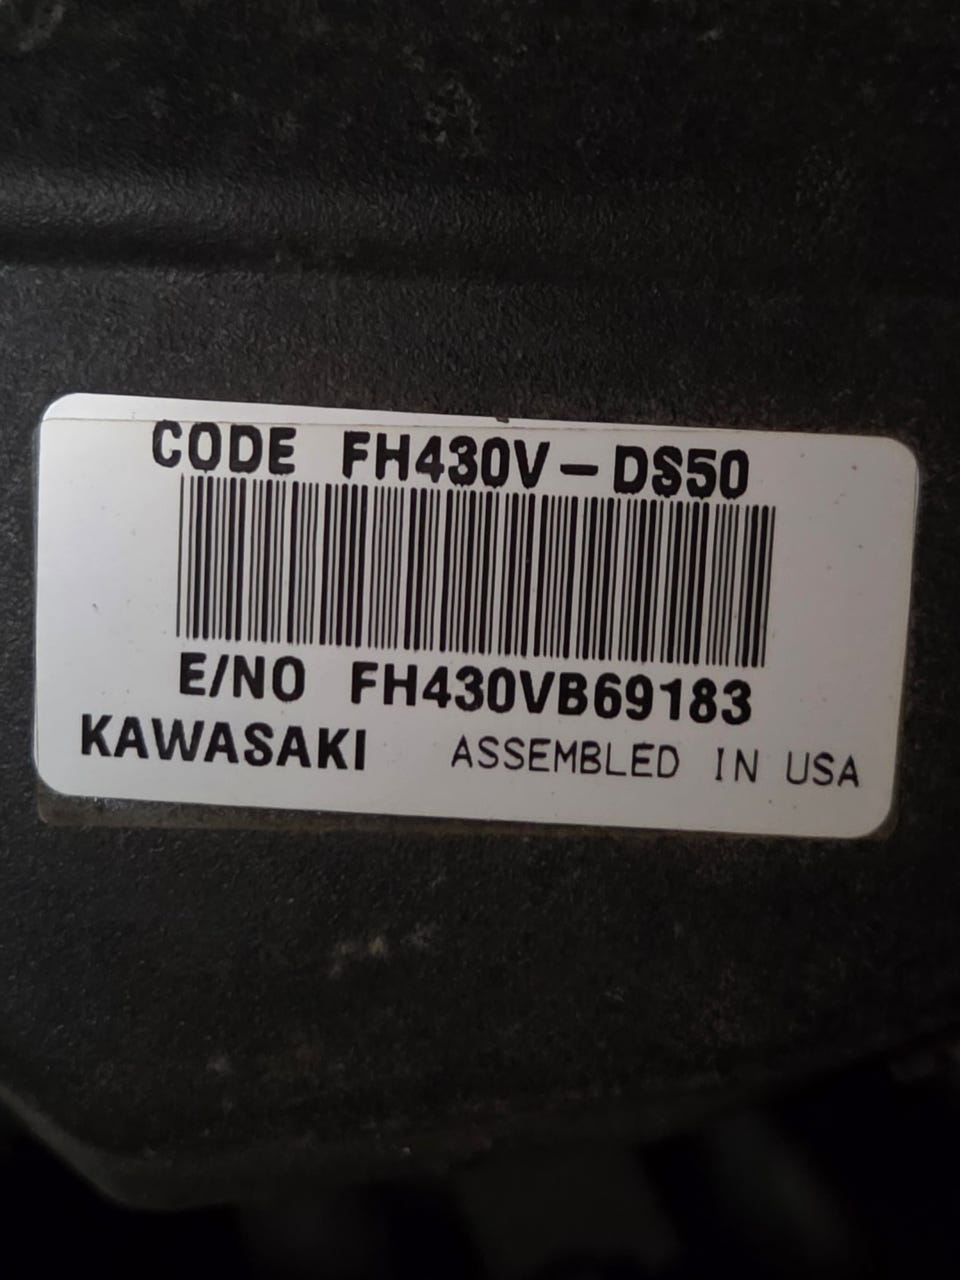 CODE FH430V-DS50
E/NO FH430VB69183
KAWASAKI ASSEMBLED IN USA